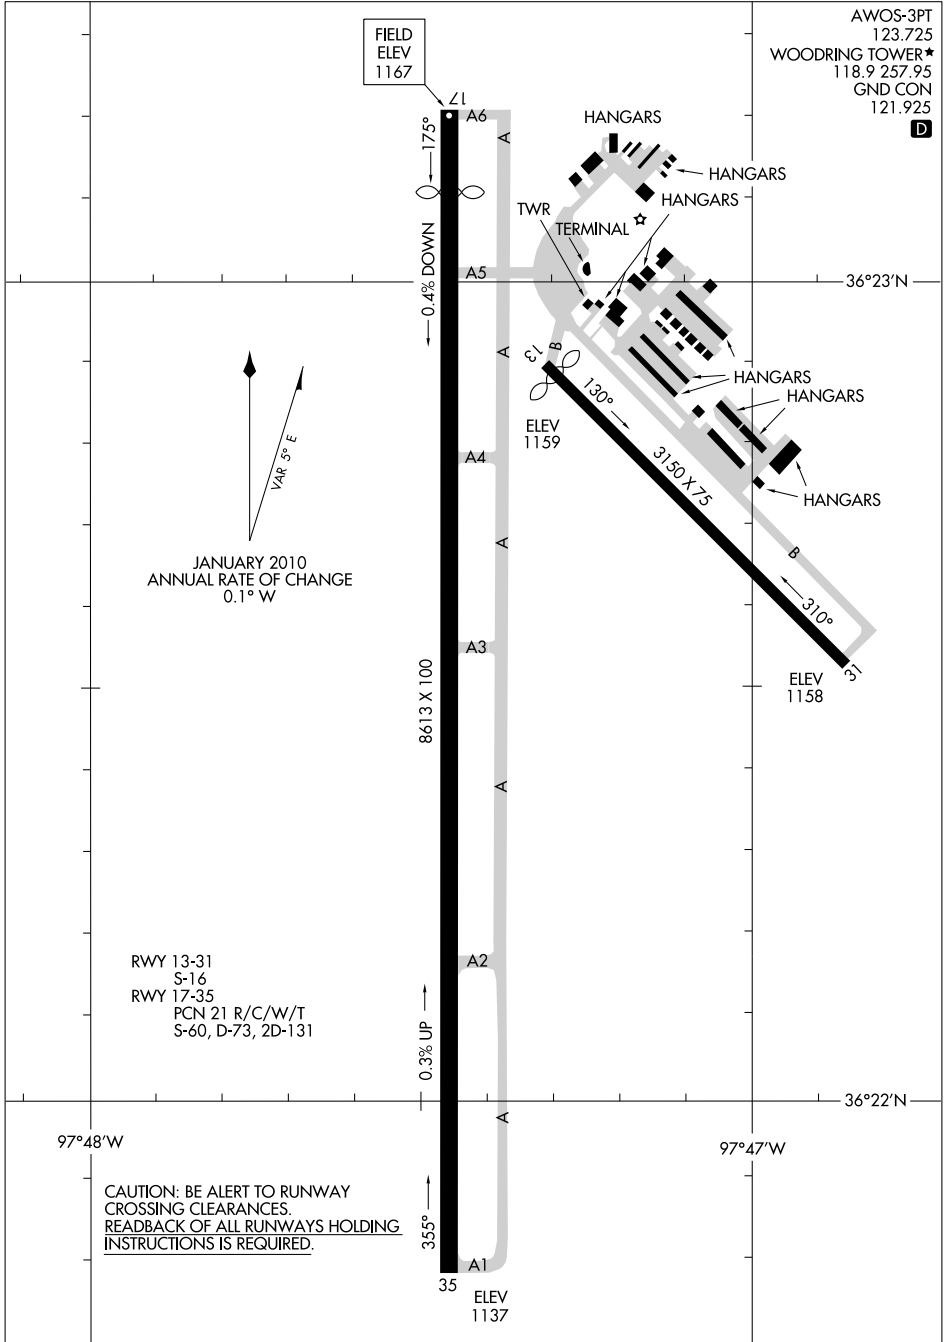 AWOS-3PT
123.725
WOODRING TOWER★
118.9 257.95
GND CON
121.925
D
FIELD
ELEV
1167
17
A6
A
175°
HANGARS
HANGARS
HANGARS
TWR
TERMINAL
0.4% DOWN
A5
36°23'N
A
B
13
130°
ELEV
1159
HANGARS
HANGARS
HANGARS
3150 X 75
VAR 5° E
A4
A
B
JANUARY 2010
ANNUAL RATE OF CHANGE
0.1° W
310°
31
ELEV
1158
A3
8613 X 100
A
A2
RWY 13-31
S-16
RWY 17-35
PCN 21 R/C/W/T
S-60, D-73, 2D-131
0.3% UP
36°22'N
A
97°48'W
97°47'W
CAUTION: BE ALERT TO RUNWAY
CROSSING CLEARANCES.
READBACK OF ALL RUNWAYS HOLDING
INSTRUCTIONS IS REQUIRED.
355°
A1
35
ELEV
1137